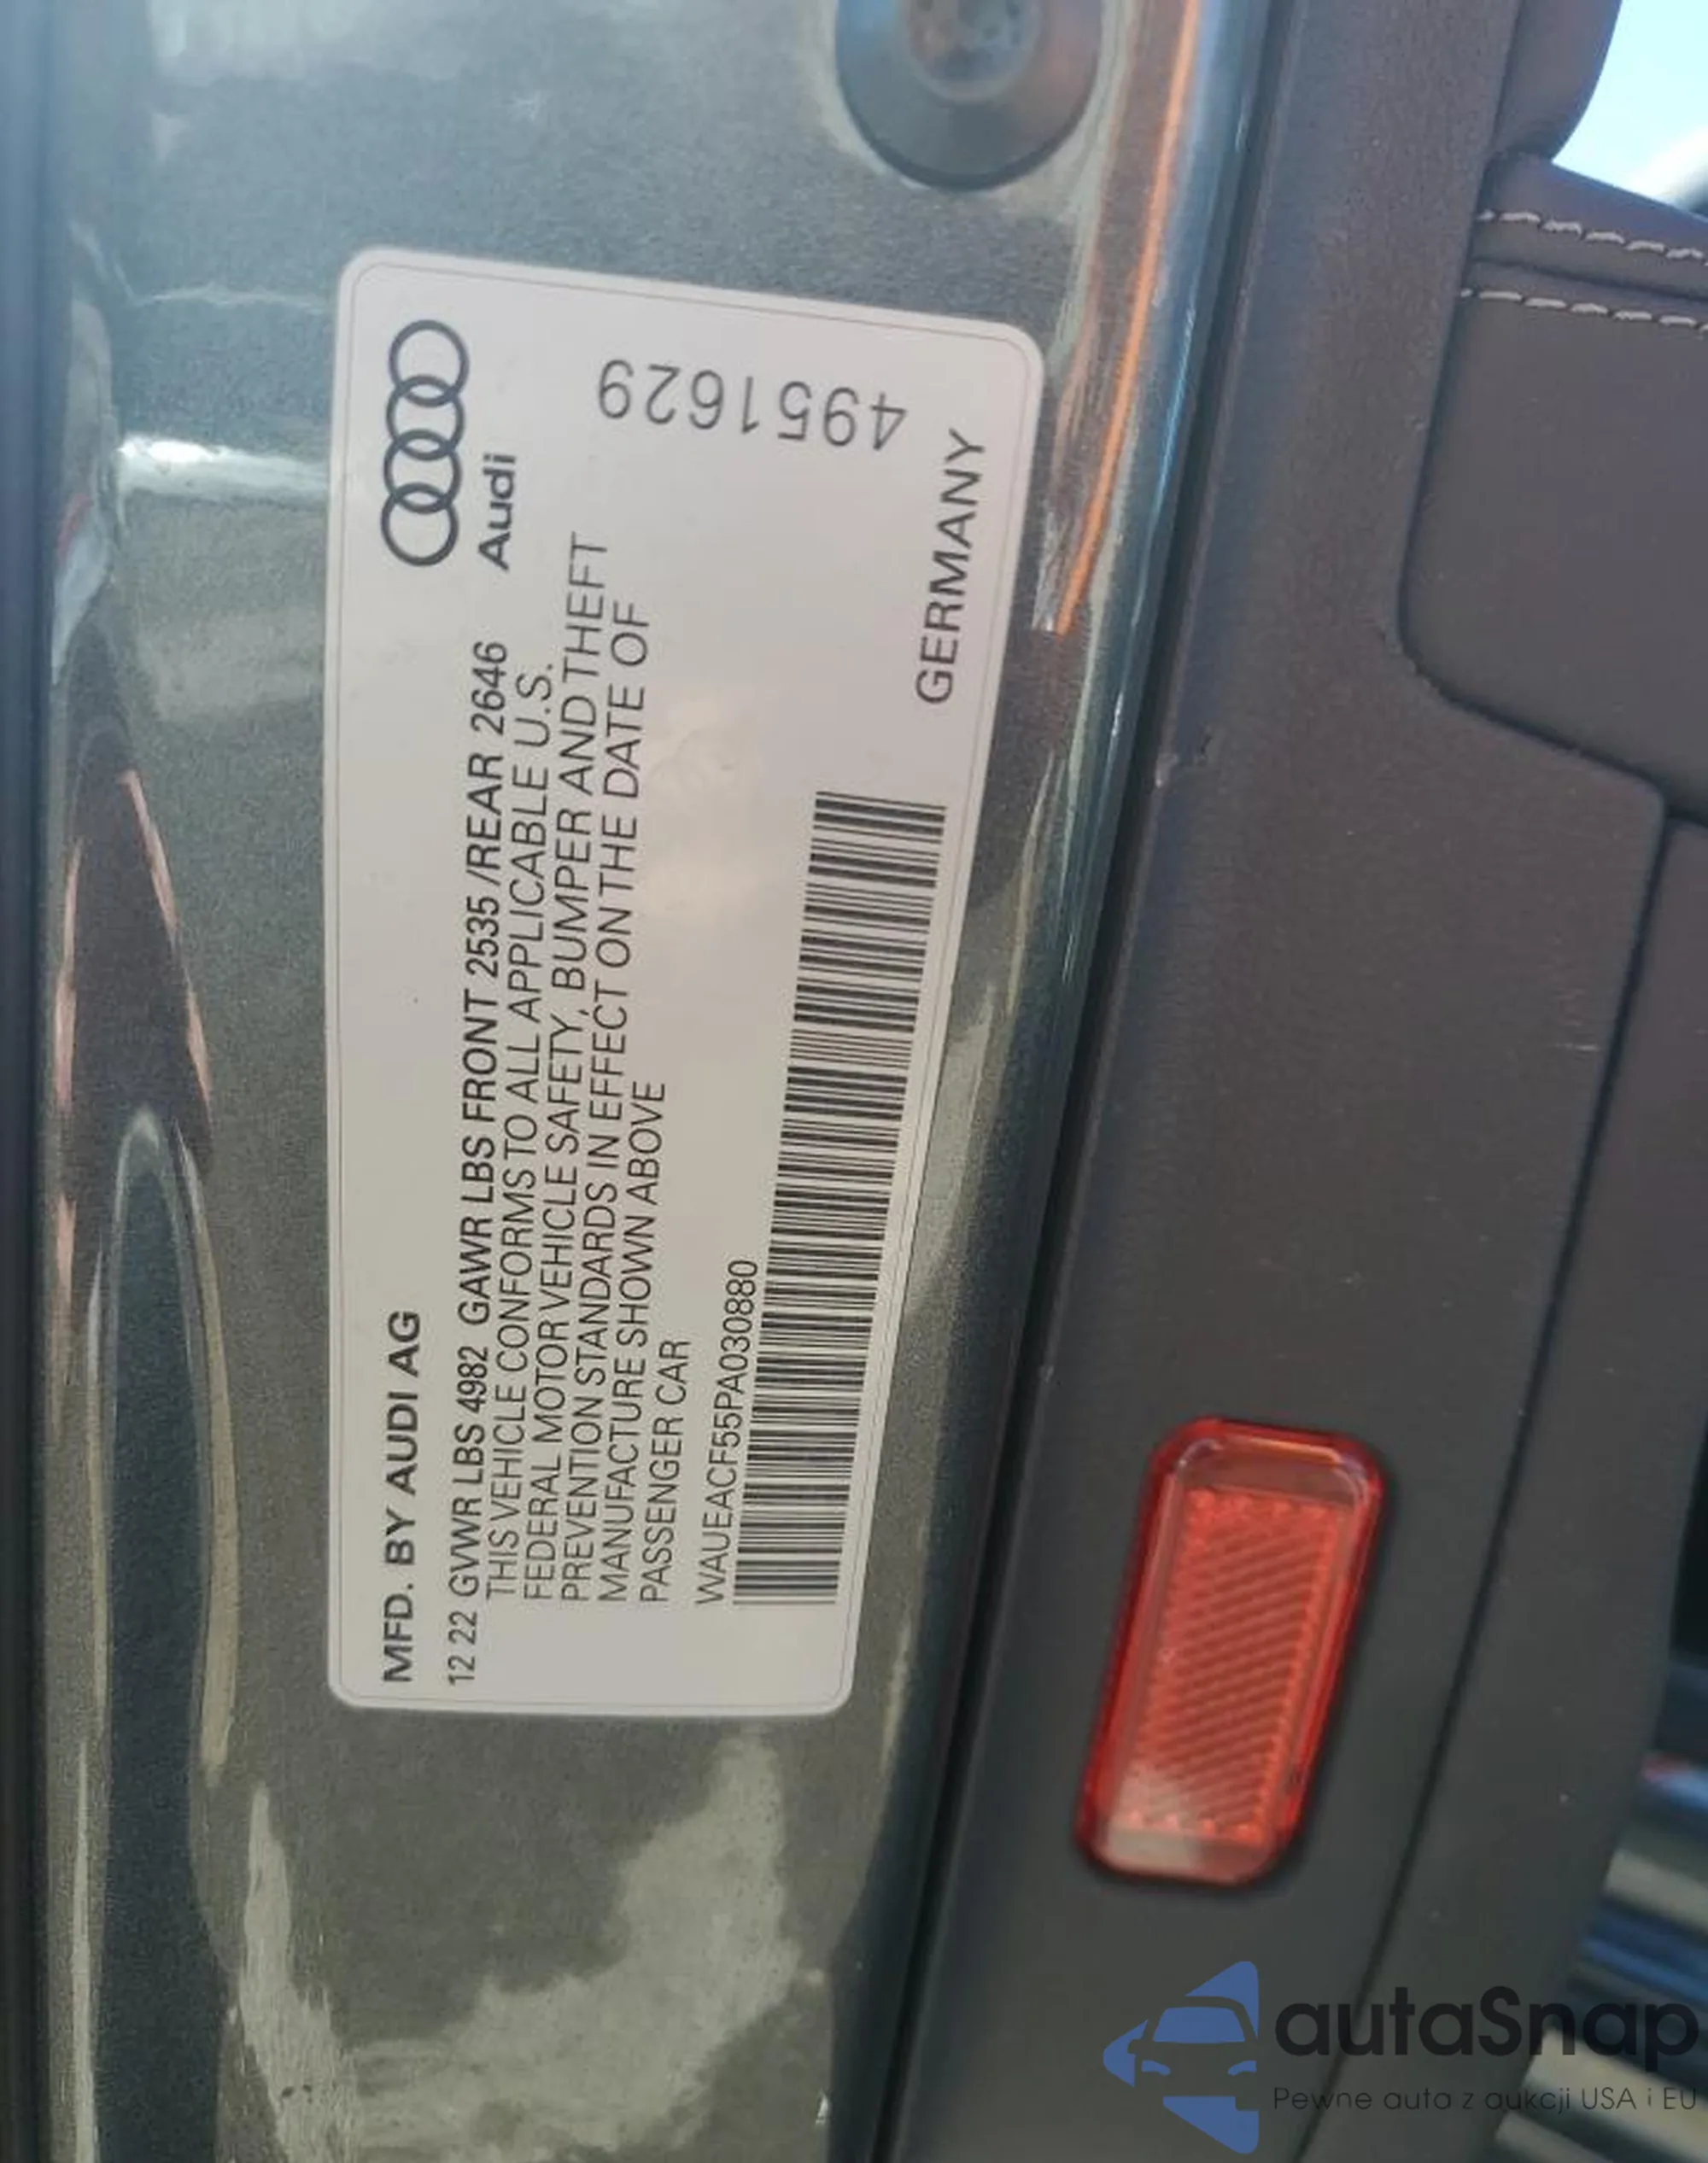 MFD. BY AUDI AG
12 22 GVWR LBS 4982 GAWR LBS FRONT 2535 /REAR 2646
THIS VEHICLE CONFORMS TO ALL APPLICABLE U.S.
FEDERAL MOTOR VEHICLE SAFETY, BUMPER AND THEFT
PREVENTION STANDARDS IN EFFECT ON THE DATE OF
MANUFACTURE SHOWN ABOVE
PASSENGER CAR
WAUEACF55PA030880
Audi
4951629
GERMANY
autaSnap
Pewne auta z aukcji USA i EU